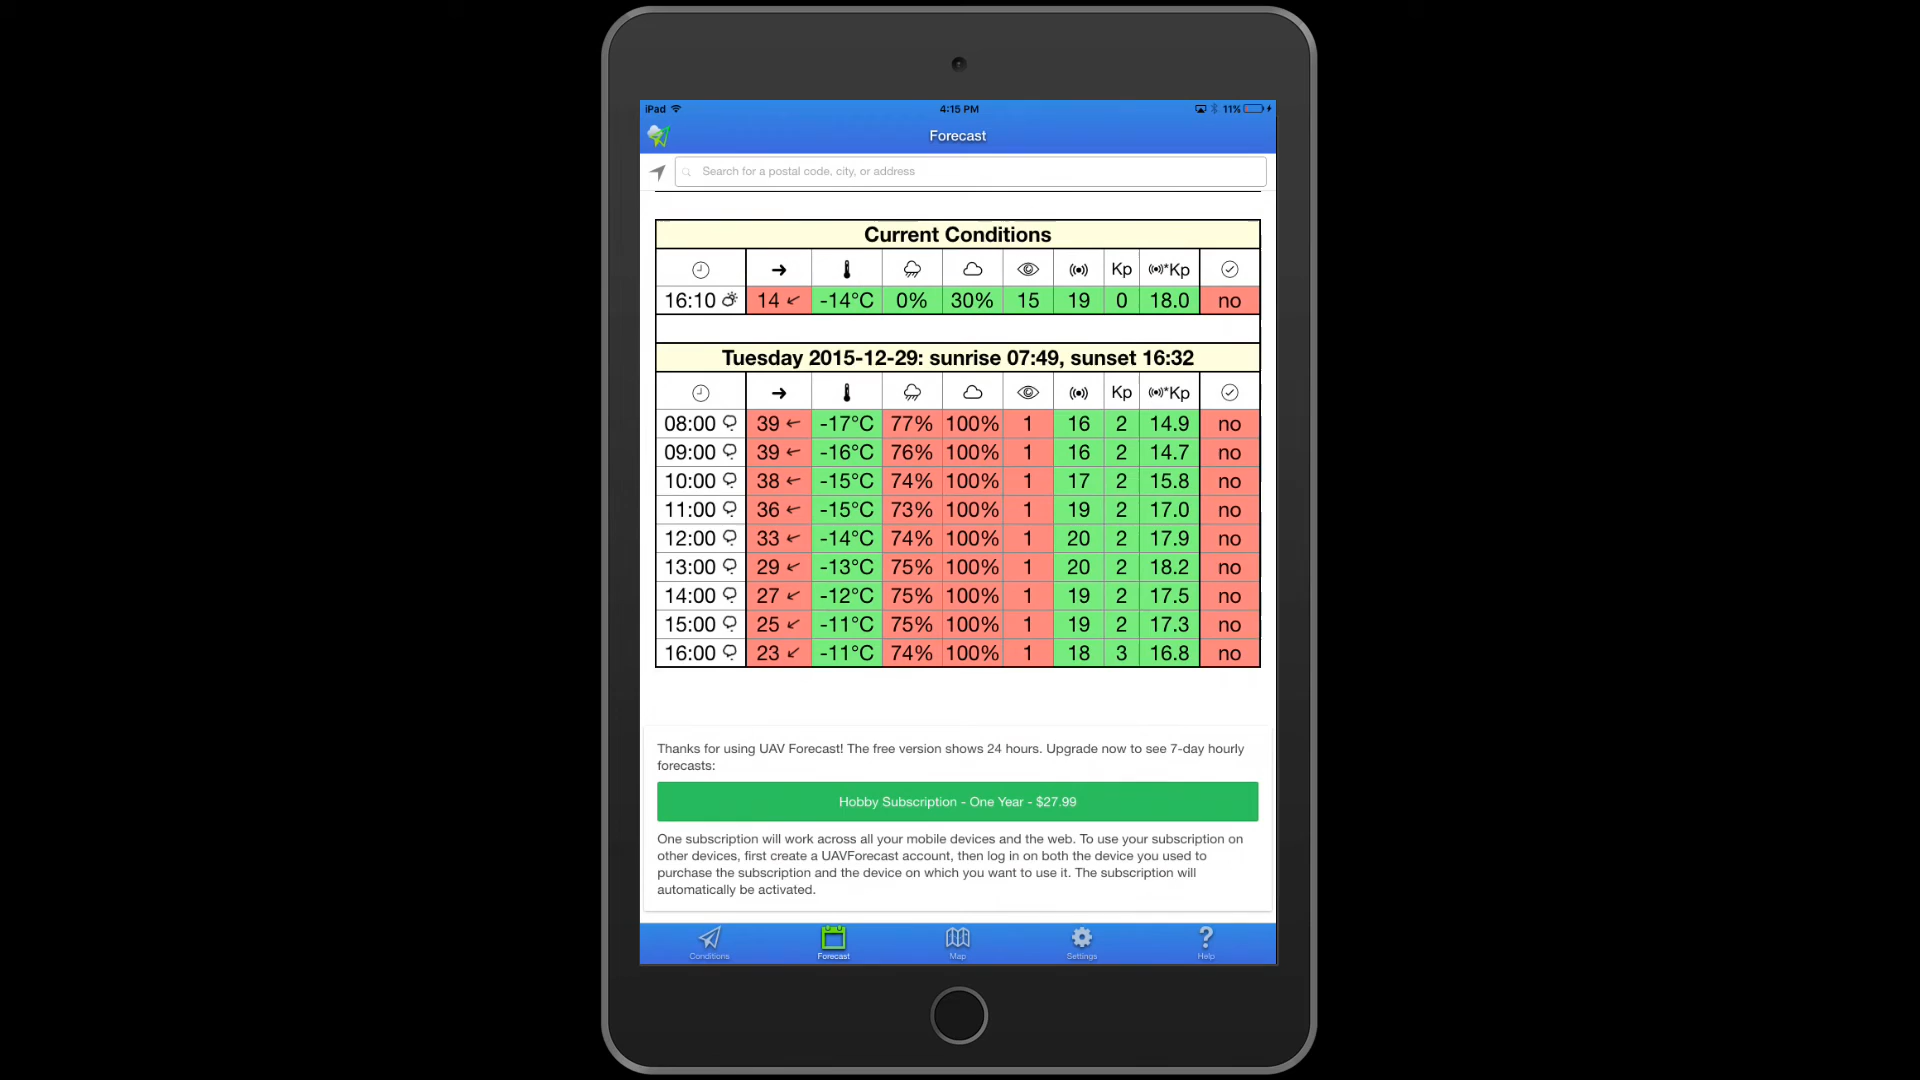 iPad 4:15 PM 11%
Forecast
Search for a postal code, city, or address
Current Conditions
Kp Kp
16:10 14 -14°C 0% 30% 15 19 0 18.0 no
Tuesday 2015-12-29: sunrise 07:49, sunset 16:32
Kp Kp
08:00 39 -17°C 77% 100% 1 16 2 14.9 no
09:00 39 -16°C 76% 100% 1 16 2 14.7 no
10:00 38 -15°C 74% 100% 1 17 2 15.8 no
11:00 36 -15°C 73% 100% 1 19 2 17.0 no
12:00 33 -14°C 74% 100% 1 20 2 17.9 no
13:00 29 -13°C 75% 100% 1 20 2 18.2 no
14:00 27 -12°C 75% 100% 1 19 2 17.5 no
15:00 25 -11°C 75% 100% 1 19 2 17.3 no
16:00 23 -11°C 74% 100% 1 18 3 16.8 no
Thanks for using UAV Forecast! The free version shows 24 hours. Upgrade now to see 7-day hourly
forecasts:
Hobby Subscription - One Year - $27.99
One subscription will work across all your mobile devices and the web. To use your subscription on
other devices, first create a UAVForecast account, then log in on both the device you used to
purchase the subscription and the device on which you want to use it. The subscription will
automatically be activated.
Conditions Forecast Map Settings Help